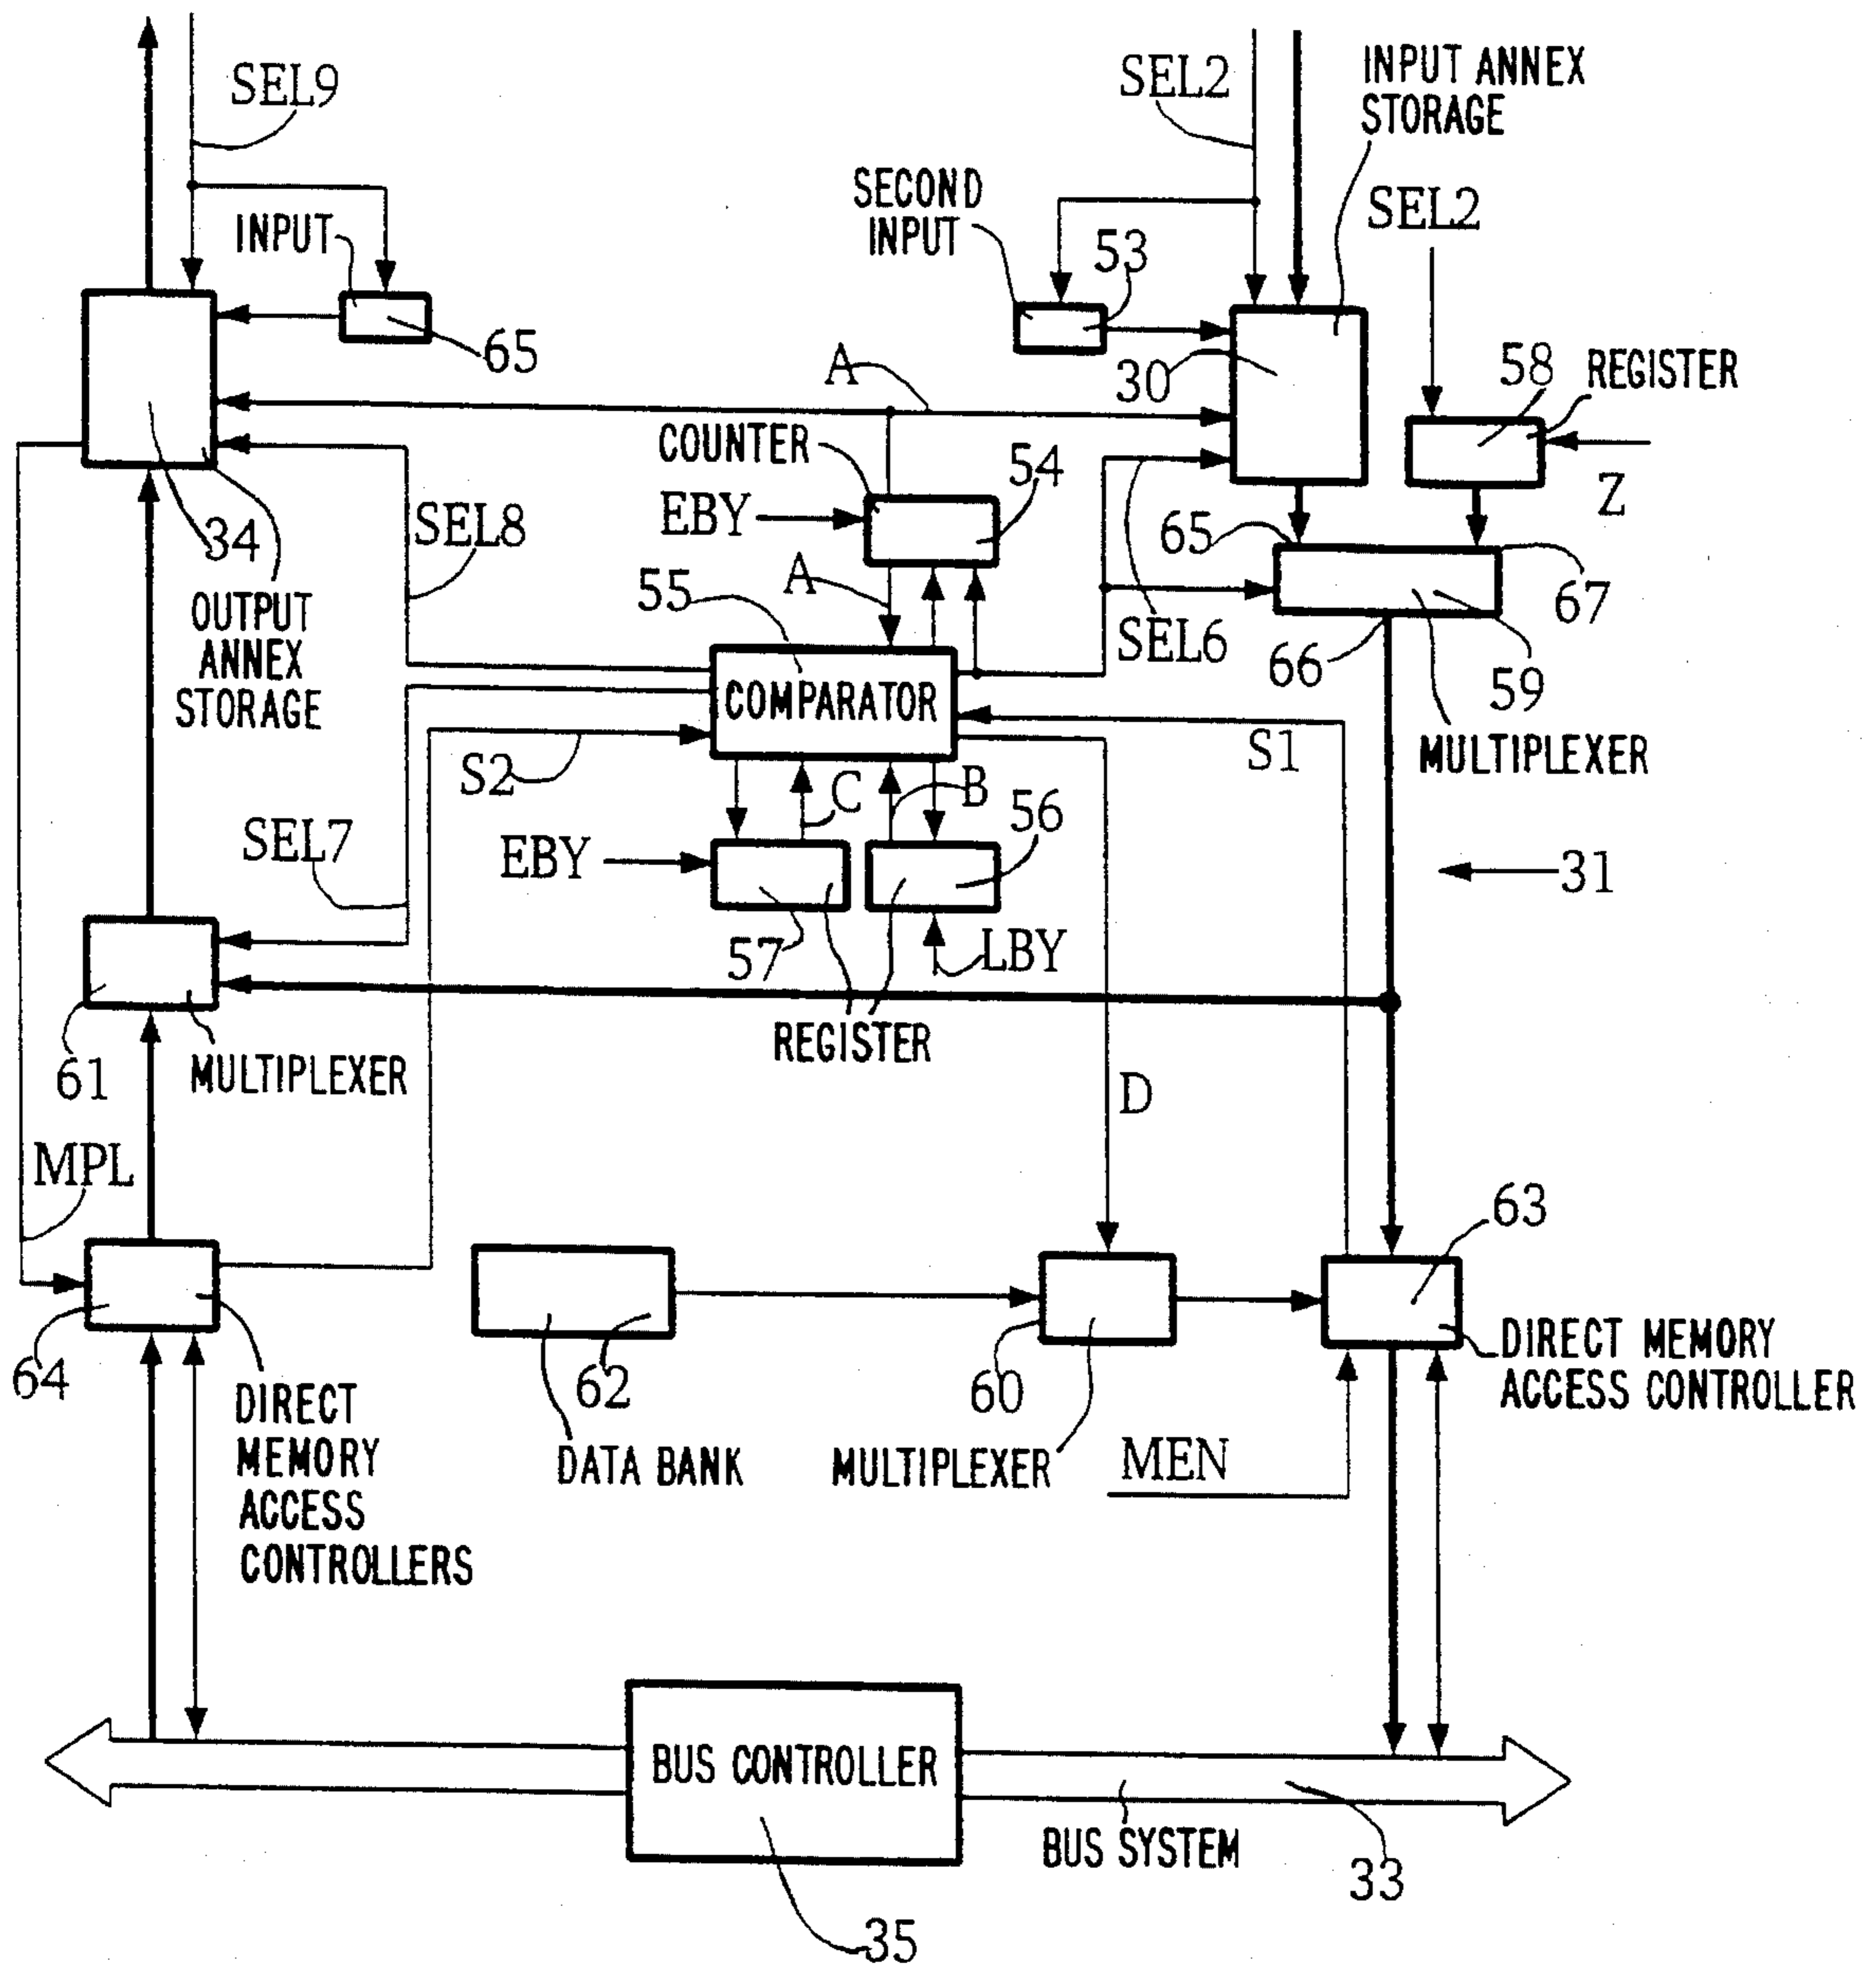 SEL9
SEL2
INPUT ANNEX
STORAGE
SECOND
INPUT
SEL2
INPUT
53
65
A
30
58
REGISTER
COUNTER
54
EBY
Z
34
SEL8
65
55
A
67
OUTPUT
ANNEX
STORAGE
SEL6
66
59
COMPARATOR
S2
S1
MULTIPLEXER
C
B
56
SEL7
EBY
31
57
LBY
REGISTER
61
MULTIPLEXER
D
MPL
63
64
62
60
DIRECT MEMORY
ACCESS CONTROLLER
DIRECT
MEMORY
ACCESS
CONTROLLERS
DATA BANK
MULTIPLEXER
MEN
BUS CONTROLLER
BUS SYSTEM
33
35